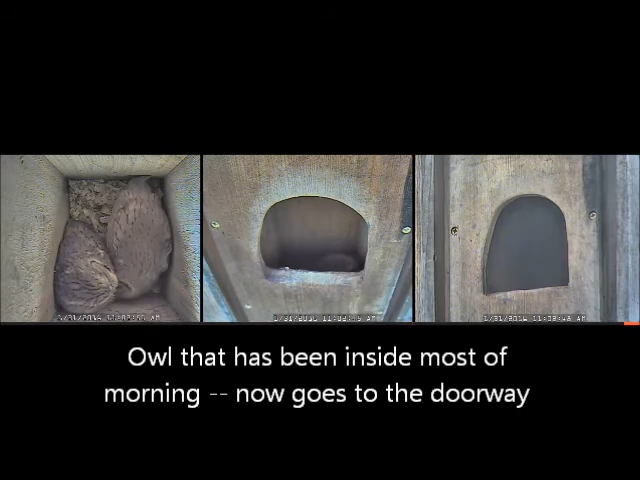 Owl that has been inside most of
morning -- now goes to the doorway